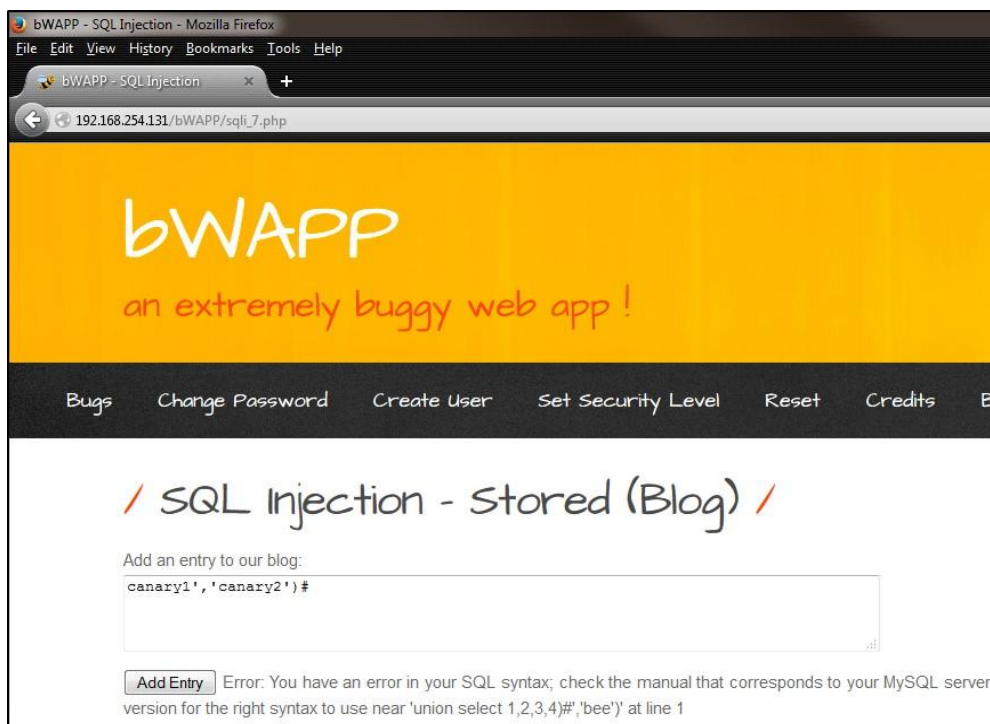 bWAPP - SQL Injection - Mozilla Firefox
File Edit View History Bookmarks Tools Help
bWAPP - SQL Injection × +
192.168.254.131/bWAPP/sqli_7.php
bWAPP
an extremely buggy web app !
Bugs Change Password Create User Set Security Level Reset Credits
/ SQL Injection - Stored (Blog) /
Add an entry to our blog:
canary1','canary2')#
Add Entry Error: You have an error in your SQL syntax; check the manual that corresponds to your MySQL server
version for the right syntax to use near 'union select 1,2,3,4)#','bee')' at line 1